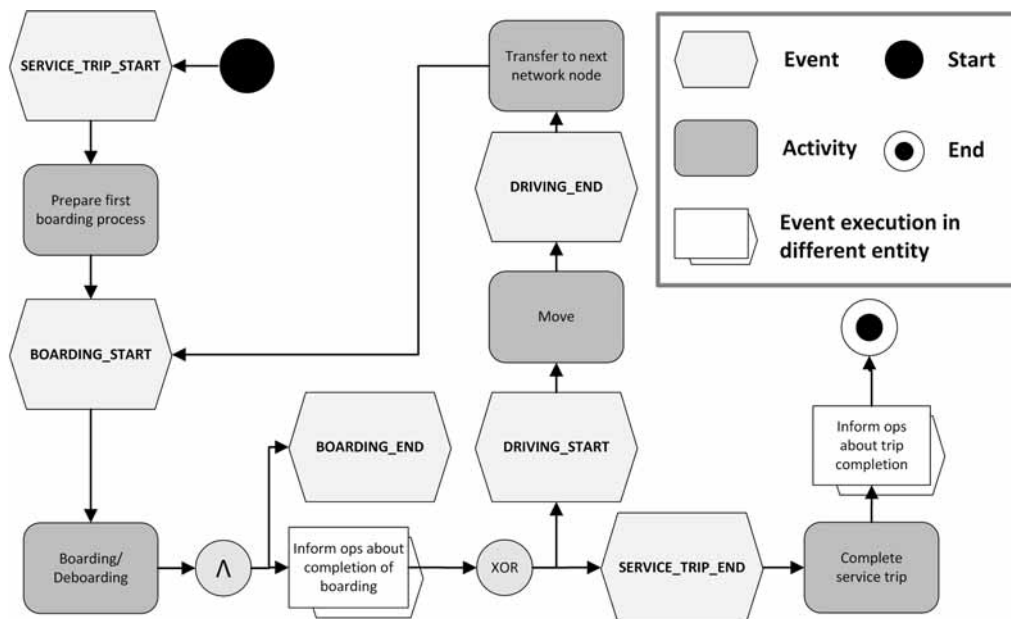 SERVICE_TRIP_START
Prepare first
boarding process
BOARDING_START
Boarding/
Deboarding
Λ
BOARDING_END
Inform ops about
completion of
boarding
XOR
Transfer to next
network node
DRIVING_END
Move
DRIVING_START
SERVICE_TRIP_END
Complete
service trip
Inform ops
about trip
completion
Event
Start
Activity
End
Event execution in
different entity